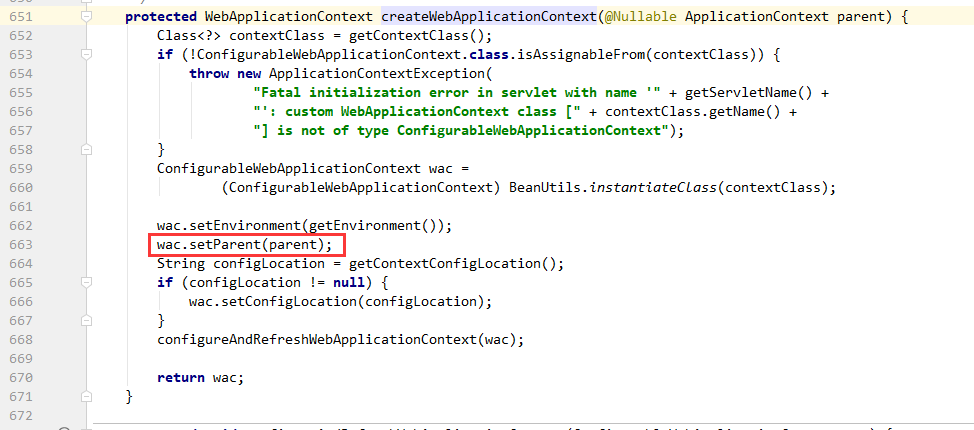 651 protected WebApplicationContext createWebApplicationContext(@Nullable ApplicationContext parent) {
652 Class<?> contextClass = getContextClass();
653 if (!ConfigurableWebApplicationContext.class.isAssignableFrom(contextClass)) {
654 throw new ApplicationContextException(
655 "Fatal initialization error in servlet with name '" + getServletName() +
656 "': custom WebApplicationContext class [" + contextClass.getName() +
657 "] is not of type ConfigurableWebApplicationContext");
658 }
659 ConfigurableWebApplicationContext wac =
660 (ConfigurableWebApplicationContext) BeanUtils.instantiateClass(contextClass);
661
662 wac.setEnvironment(getEnvironment());
663 wac.setParent(parent);
664 String configLocation = getContextConfigLocation();
665 if (configLocation != null) {
666 wac.setConfigLocation(configLocation);
667 }
668 configureAndRefreshWebApplicationContext(wac);
669
670 return wac;
671 }
672